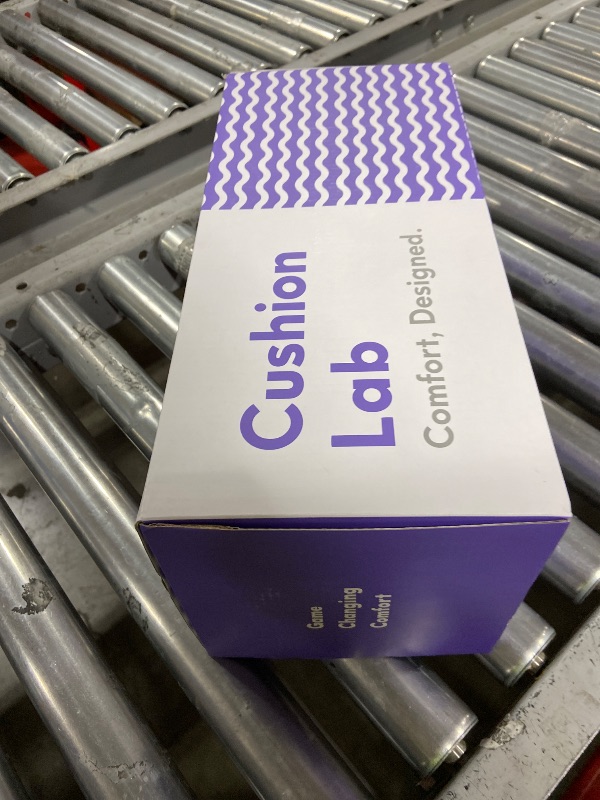 Cushion
Lab
Comfort, Designed.
Game
Changing
Comfort